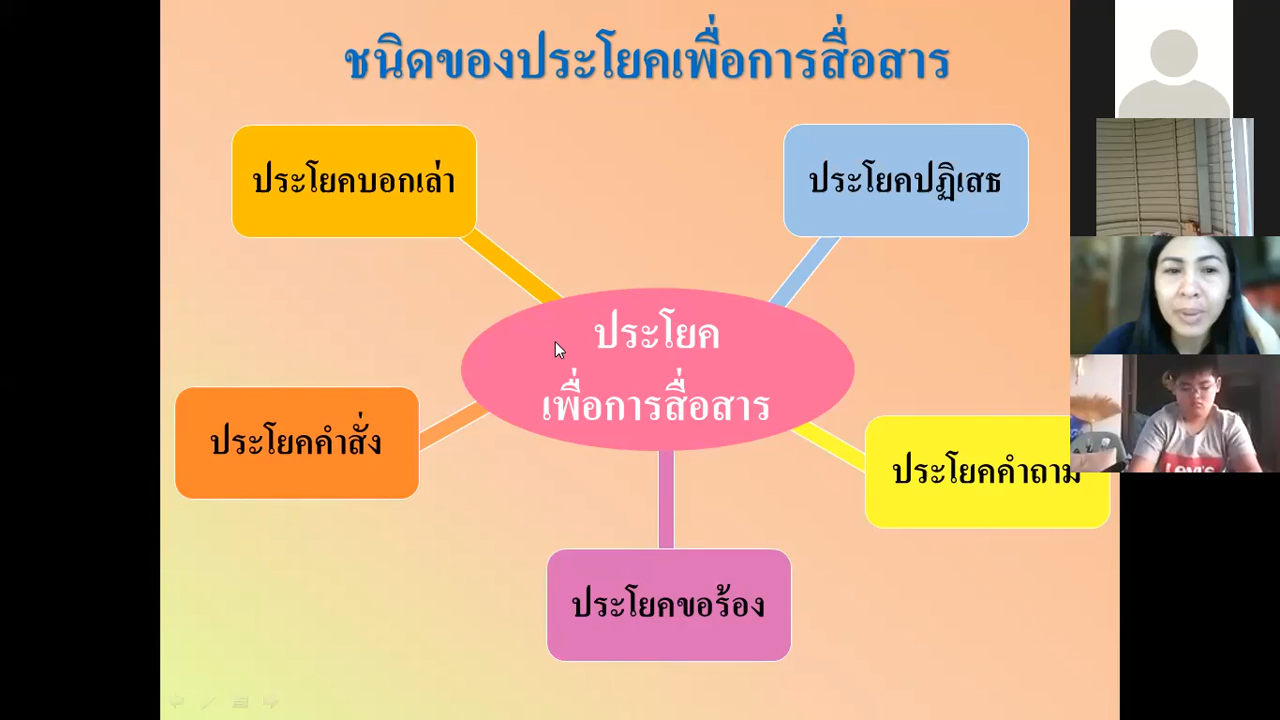 ชนิดของประโยคเพื่อการสื่อสาร
ประโยคบอกเล่า
ประโยคปฏิเสธ
ประโยค
เพื่อการสื่อสาร
ประโยคคำสั่ง
ประโยคคำถาม
ประโยคขอร้อง
LEVI'S